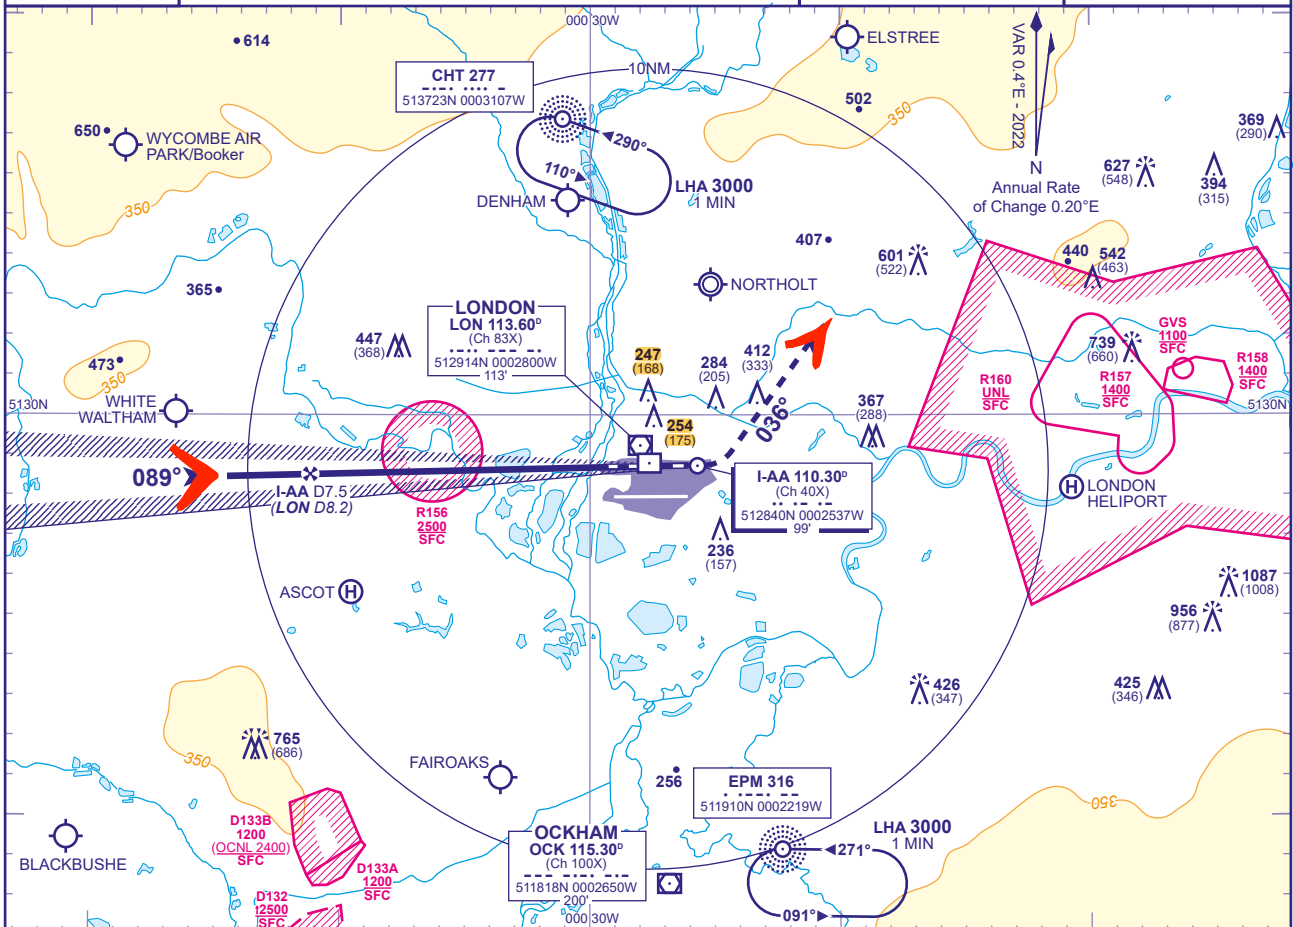 000 30W
614
ELSTREE
VAR 0.4°E - 2022
10NM
CHT 277
513723N 0003107W
502
350
369
(290)
650
WYCOMBE AIR
PARK/Booker
290°
110°
N
Annual Rate
of Change 0.20°E
627
(548)
394
(315)
LHA 3000
1 MIN
DENHAM
350
407
601
(522)
440
542
(463)
365
NORTHOLT
LONDON
LON 113.60ᴰ
(Ch 83X)
512914N 0002800W
113'
447
(368)
247
(168)
284
(205)
412
(333)
739
(660)
GVS
1100
SFC
R158
1400
SFC
R160
UNL
SFC
R157
1400
SFC
473
350
WHITE
WALTHAM
5130N
5130N
367
(288)
254
(175)
036°
089°
I-AA D7.5
(LON D8.2)
I-AA 110.30ᴰ
(Ch 40X)
512840N 0002537W
99'
LONDON
HELIPORT
H
R156
2500
SFC
236
(157)
ASCOT H
1087
(1008)
956
(877)
426
(347)
425
(346)
765
(686)
350
FAIROAKS
256
EPM 316
511910N 0002219W
350
D133B
1200
(OCNL 2400)
SFC
OCKHAM
OCK 115.30ᴰ
(Ch 100X)
511818N 0002650W
200'
LHA 3000
1 MIN
271°
091°
BLACKBUSHE
D133A
1200
SFC
D132
2500
SFC
000 30W